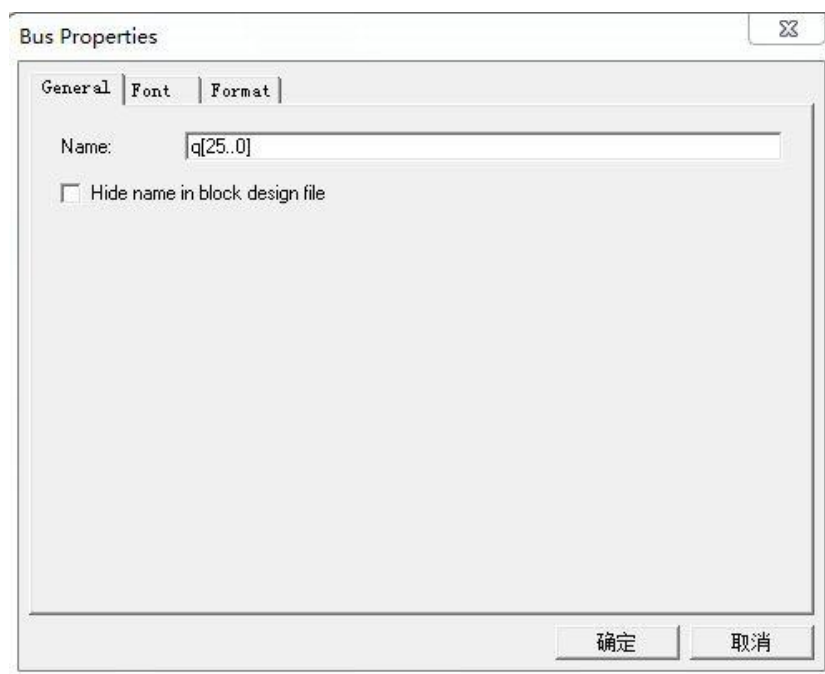 Bus Properties
General Font Format
Name: q[25..0]
Hide name in block design file
确定 取消